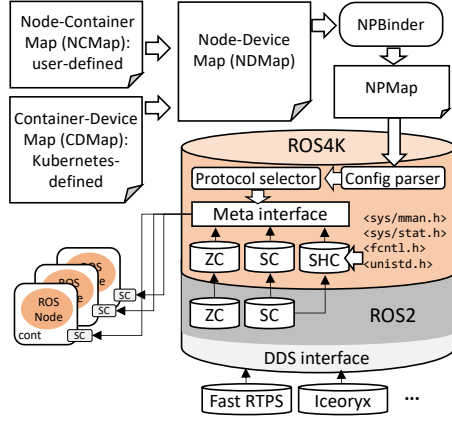 Node-Container
Map (NCMap):
user-defined
Node-Device
Map (NDMap)
NPBinder
Container-Device
Map (CDMap):
Kubernetes-
defined
NPMap
ROS4K
Protocol selector
Config parser
Meta interface
<sys/mman.h>
<sys/stat.h>
<fcntl.h>
<unistd.h>
ZC
SC
SHC
ROS
ROS
ROS
Node
cont
SC
SC
SC
ZC
SC
ROS2
DDS interface
Fast RTPS
Iceoryx
...